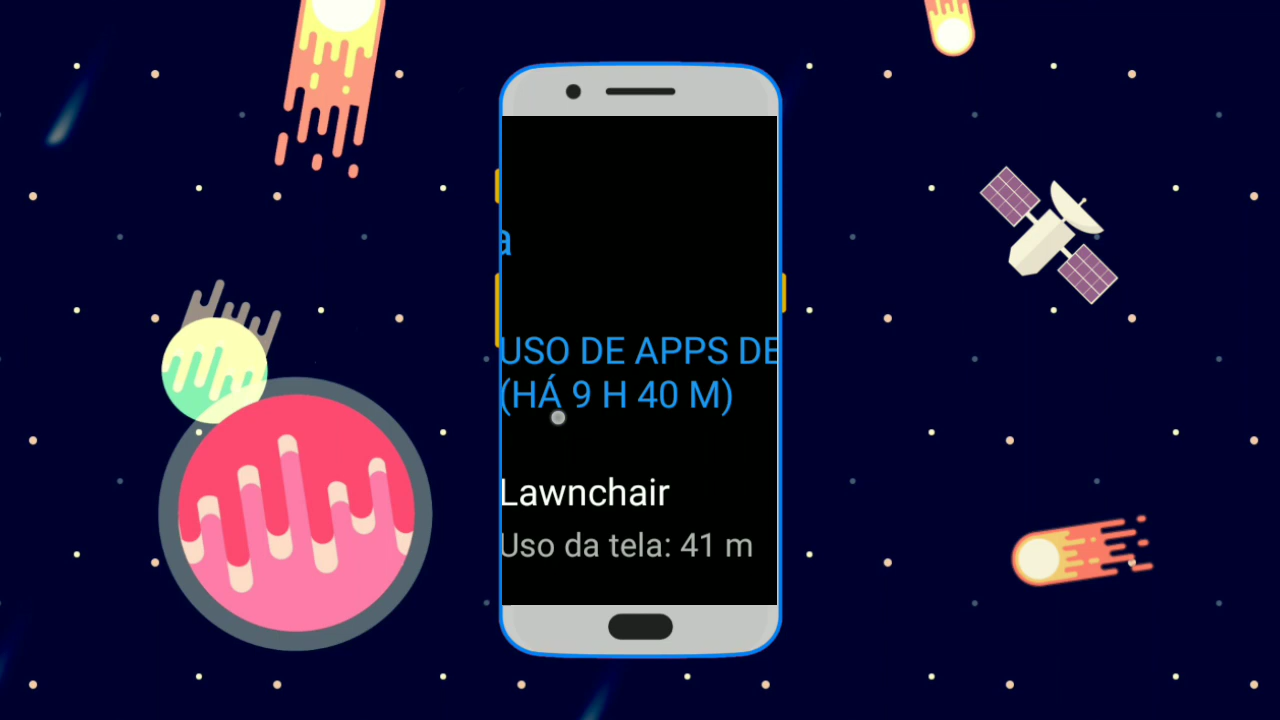 a
USO DE APPS DE
(HÁ 9 H 40 M)
Lawnchair
Uso da tela: 41 m